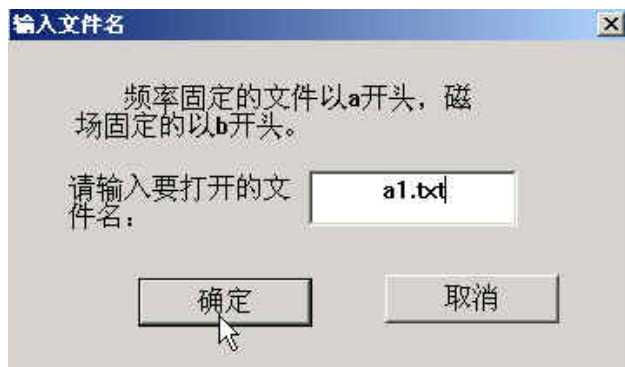 输入文件名
频率固定的文件以a开头，磁
场固定的以b开头。
请输入要打开的文
件名：
a1.txt
确定
取消